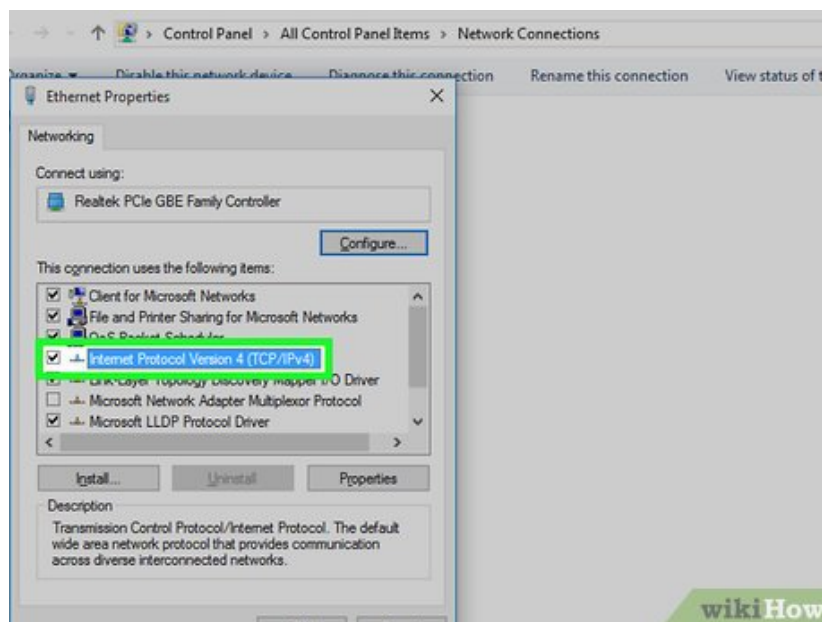 Control Panel > All Control Panel Items > Network Connections
Organize Disable this network device Diagnose this connection Rename this connection View status of t
Ethernet Properties
Networking
Connect using:
Realtek PCIe GBE Family Controller
Configure...
This connection uses the following items:
Client for Microsoft Networks
File and Printer Sharing for Microsoft Networks
QoS Packet Scheduler
Internet Protocol Version 4 (TCP/IPv4)
Link-Layer Topology Discovery Mapper I/O Driver
Microsoft Network Adapter Multiplexor Protocol
Microsoft LLDP Protocol Driver
Install... Uninstall Properties
Description
Transmission Control Protocol/Internet Protocol. The default
wide area network protocol that provides communication
across diverse interconnected networks.
wikiHow